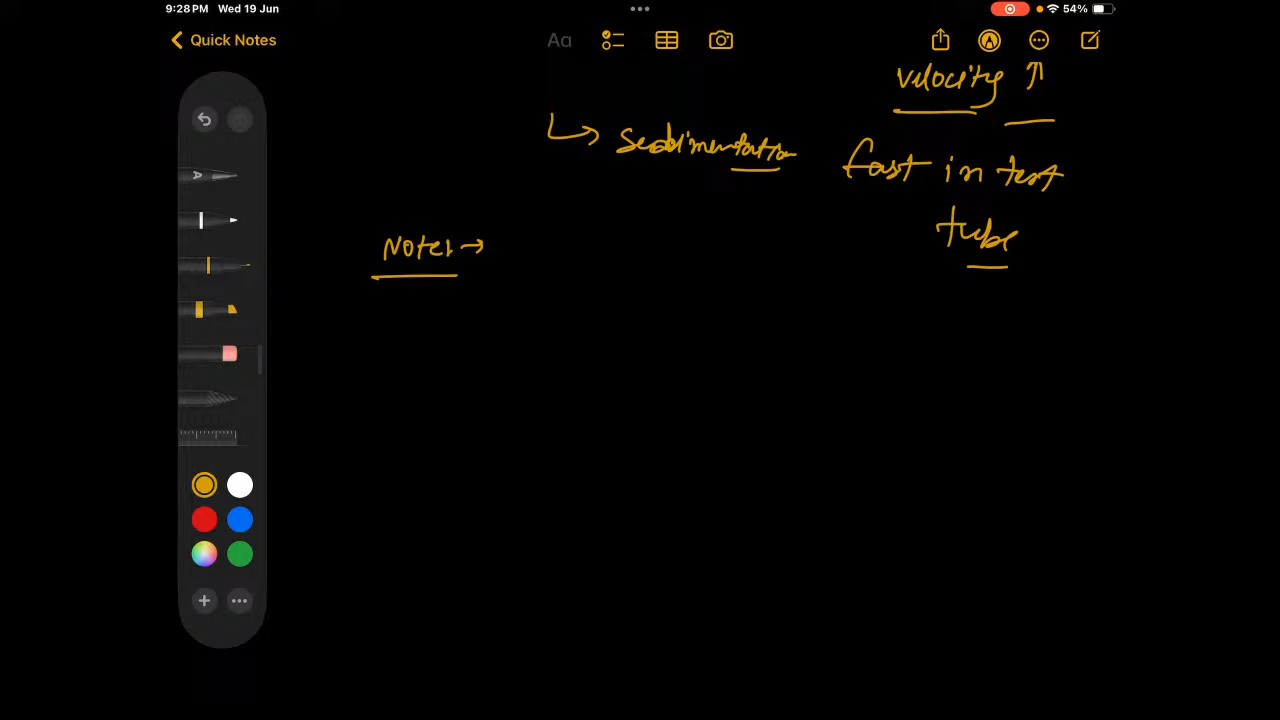 9:28 PM Wed 19 Jun
54%
Quick Notes
Aa
velocity ⇑
↳ sedimentation
fast in test
tube
Notes →
A